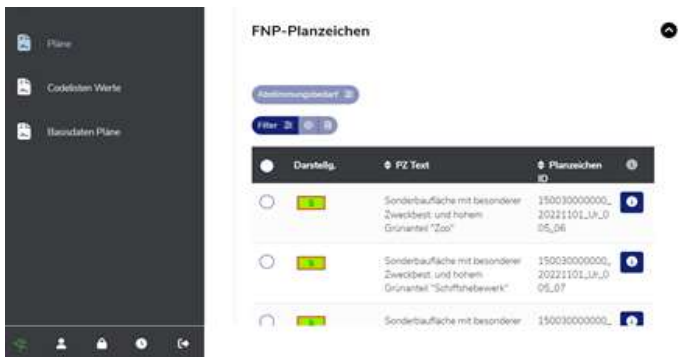 Pläne
Codelisten Werte
Basisdaten Pläne
FNP-Planzeichen
Abstimmungsbedarf
Filter
Darstellg.
PZ Text
Planzeichen
ID
S
Sonderbaufläche mit besonderer
Zweckbest. und hohem
Grünanteil "Zoo"
150030000000_
20221101_Ur_0
05_06
S
Sonderbaufläche mit besonderer
Zweckbest. und hohem
Grünanteil "Schiffshebewerk"
150030000000_
20221101_Ur_0
05_07
Sonderbaufläche mit besonderer
150030000000_